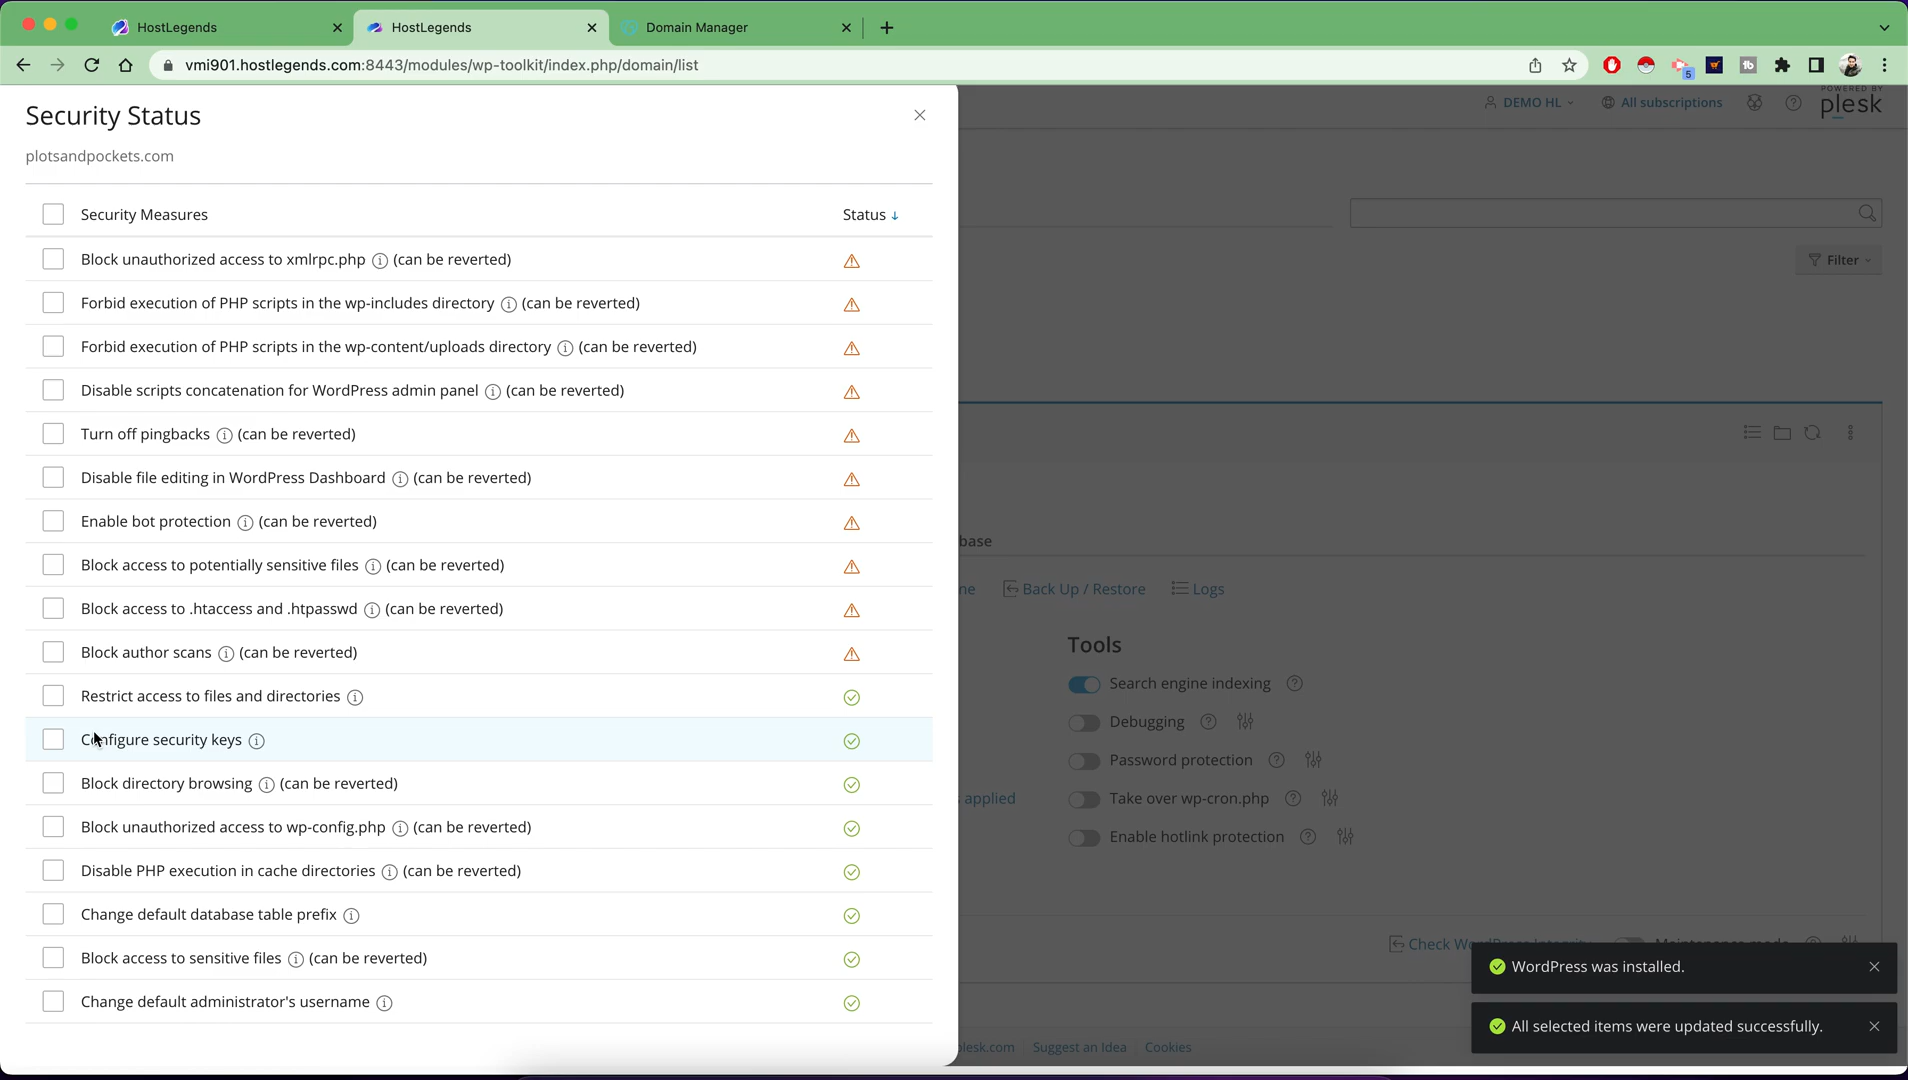 HostLegends
HostLegends
Domain Manager
vmi901.hostlegends.com:8443/modules/wp-toolkit/index.php/domain/list
5
Security Status
plotsandpockets.com
DEMO HL
All subscriptions
POWERED BY
plesk
Security Measures
Status ↓
Block unauthorized access to xmlrpc.php (can be reverted)
Filter
Forbid execution of PHP scripts in the wp-includes directory (can be reverted)
Forbid execution of PHP scripts in the wp-content/uploads directory (can be reverted)
Disable scripts concatenation for WordPress admin panel (can be reverted)
Turn off pingbacks (can be reverted)
Disable file editing in WordPress Dashboard (can be reverted)
Enable bot protection (can be reverted)
Block access to potentially sensitive files (can be reverted)
Block access to .htaccess and .htpasswd (can be reverted)
Block author scans (can be reverted)
Restrict access to files and directories
Configure security keys
Block directory browsing (can be reverted)
Block unauthorized access to wp-config.php (can be reverted)
Disable PHP execution in cache directories (can be reverted)
Change default database table prefix
Block access to sensitive files (can be reverted)
Change default administrator's username
base
ne
Back Up / Restore
Logs
Tools
Search engine indexing
Debugging
Password protection
s applied
Take over wp-cron.php
Enable hotlink protection
Check WordPress Integrity
WordPress was installed.
All selected items were updated successfully.
plesk.com
Suggest an Idea
Cookies